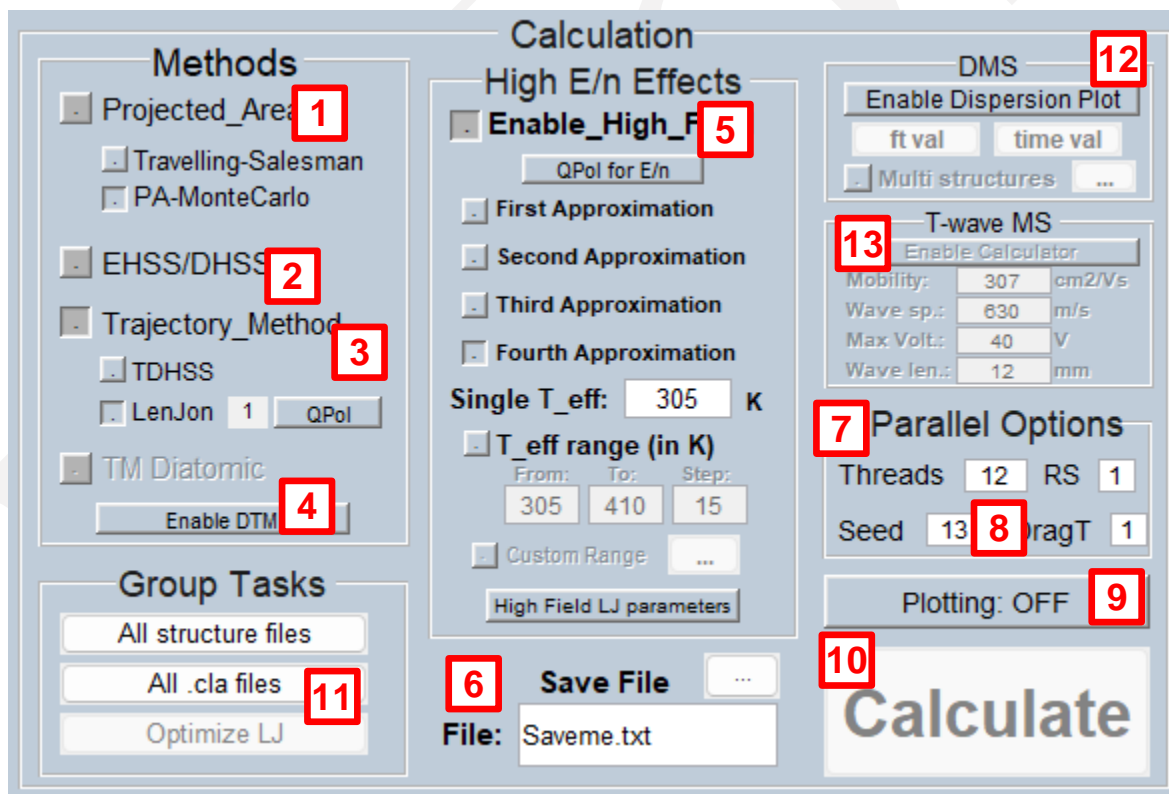 Calculation
Methods
Projected_Area
1
Travelling-Salesman
PA-MonteCarlo
EHSS/DHSS
2
Trajectory_Method
3
TDHSS
LenJon 1 QPol
TM Diatomic
Enable DTM
4
Group Tasks
All structure files
All .cla files
11
Optimize LJ
High E/n Effects
Enable_High_F
5
QPol for E/n
First Approximation
Second Approximation
Third Approximation
Fourth Approximation
Single T_eff: 305 K
T_eff range (in K)
From: To: Step:
305 410 15
Custom Range ...
High Field LJ parameters
6
Save File ...
File: Saveme.txt
12
DMS
Enable Dispersion Plot
ft val time val
Multi structures ...
T-wave MS
13
Enable Calculator
Mobility: 307 cm2/Vs
Wave sp.: 630 m/s
Max Volt.: 40 V
Wave len.: 12 mm
7
Parallel Options
Threads 12 RS 1
Seed 13 8 DragT 1
Plotting: OFF
9
10
Calculate